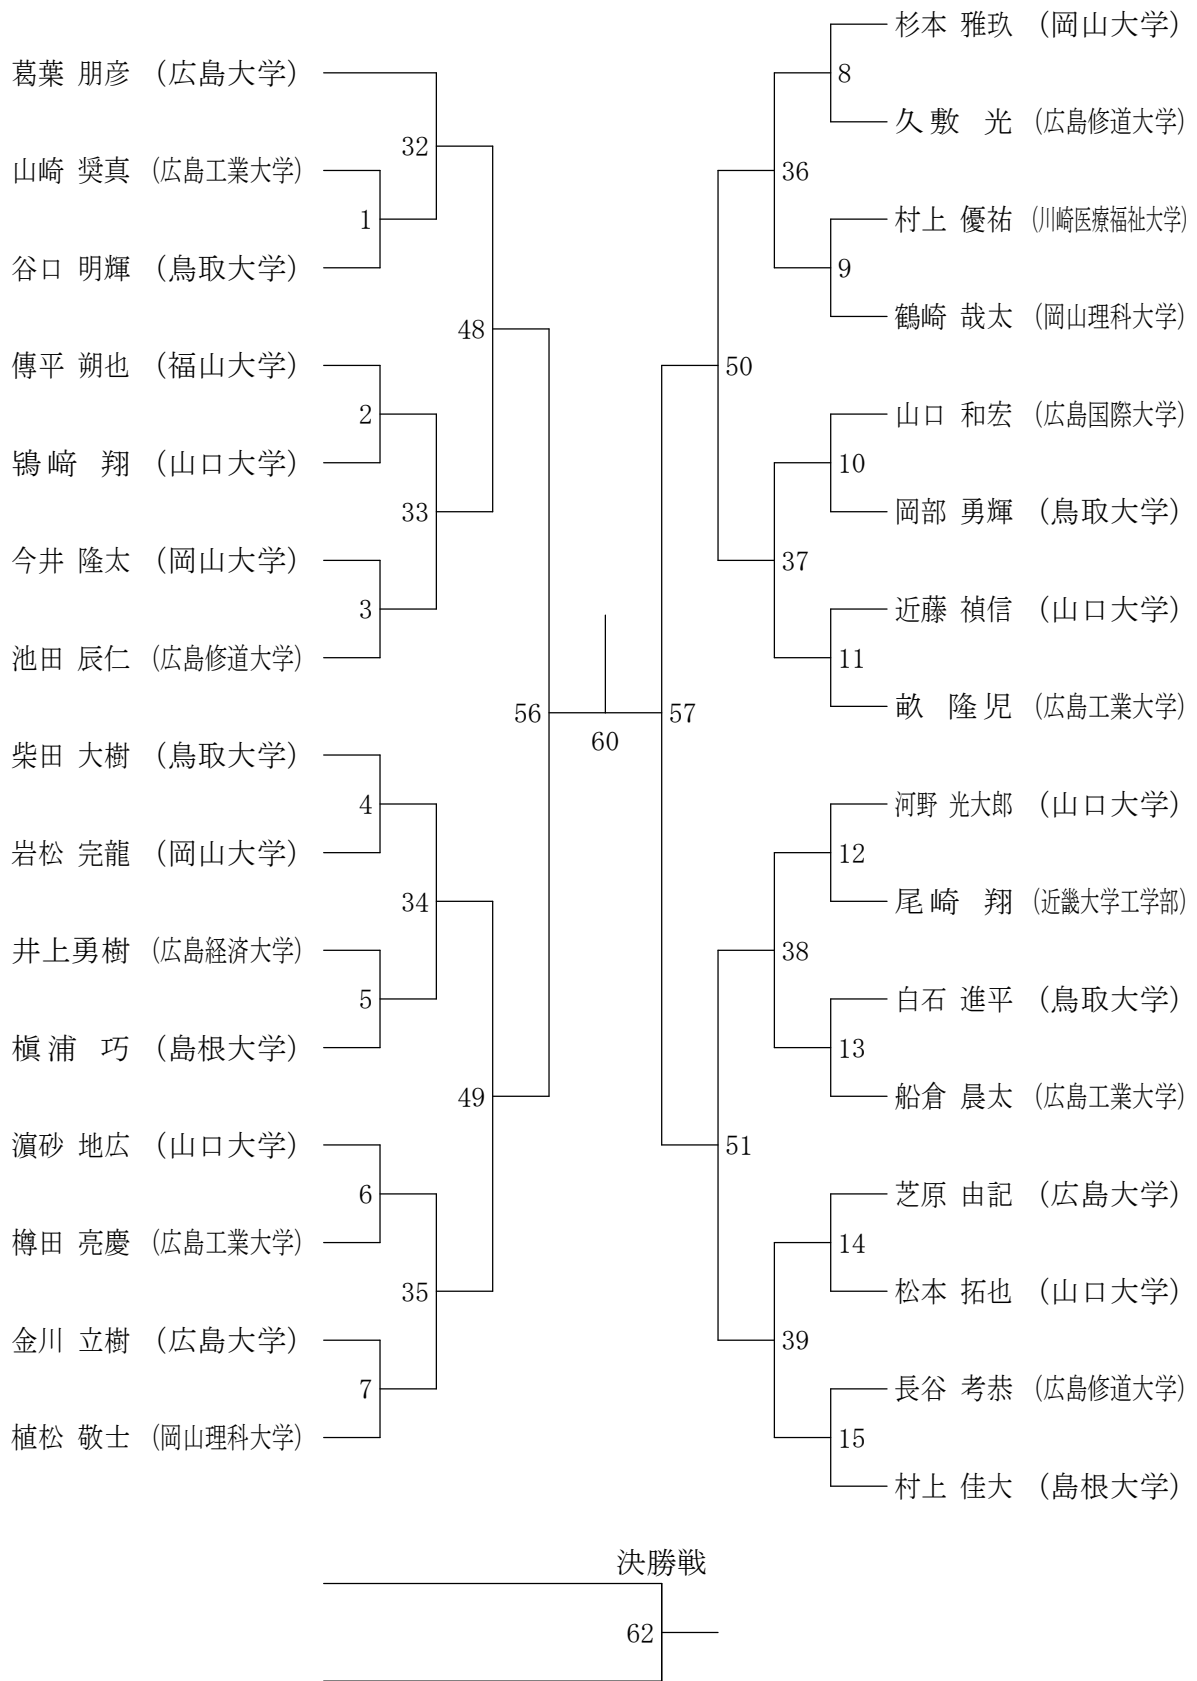 葛葉 朋彦 (広島大学)
山崎 奨真 (広島工業大学)
谷口 明輝 (鳥取大学)
傳平 朔也 (福山大学)
鴇﨑 翔 (山口大学)
今井 隆太 (岡山大学)
池田 辰仁 (広島修道大学)
柴田 大樹 (鳥取大学)
岩松 完龍 (岡山大学)
井上勇樹 (広島経済大学)
槇浦 巧 (島根大学)
濵砂 地広 (山口大学)
樽田 亮慶 (広島工業大学)
金川 立樹 (広島大学)
植松 敬士 (岡山理科大学)
1
2
3
4
5
6
7
32
33
34
35
48
49
56
60
57
50
51
36
37
38
39
8
9
10
11
12
13
14
15
杉本 雅玖 (岡山大学)
久敷 光 (広島修道大学)
村上 優祐 (川崎医療福祉大学)
鶴崎 哉太 (岡山理科大学)
山口 和宏 (広島国際大学)
岡部 勇輝 (鳥取大学)
近藤 禎信 (山口大学)
畝 隆児 (広島工業大学)
河野 光大郎 (山口大学)
尾崎 翔 (近畿大学工学部)
白石 進平 (鳥取大学)
船倉 晨太 (広島工業大学)
芝原 由記 (広島大学)
松本 拓也 (山口大学)
長谷 考恭 (広島修道大学)
村上 佳大 (島根大学)
決勝戦
62